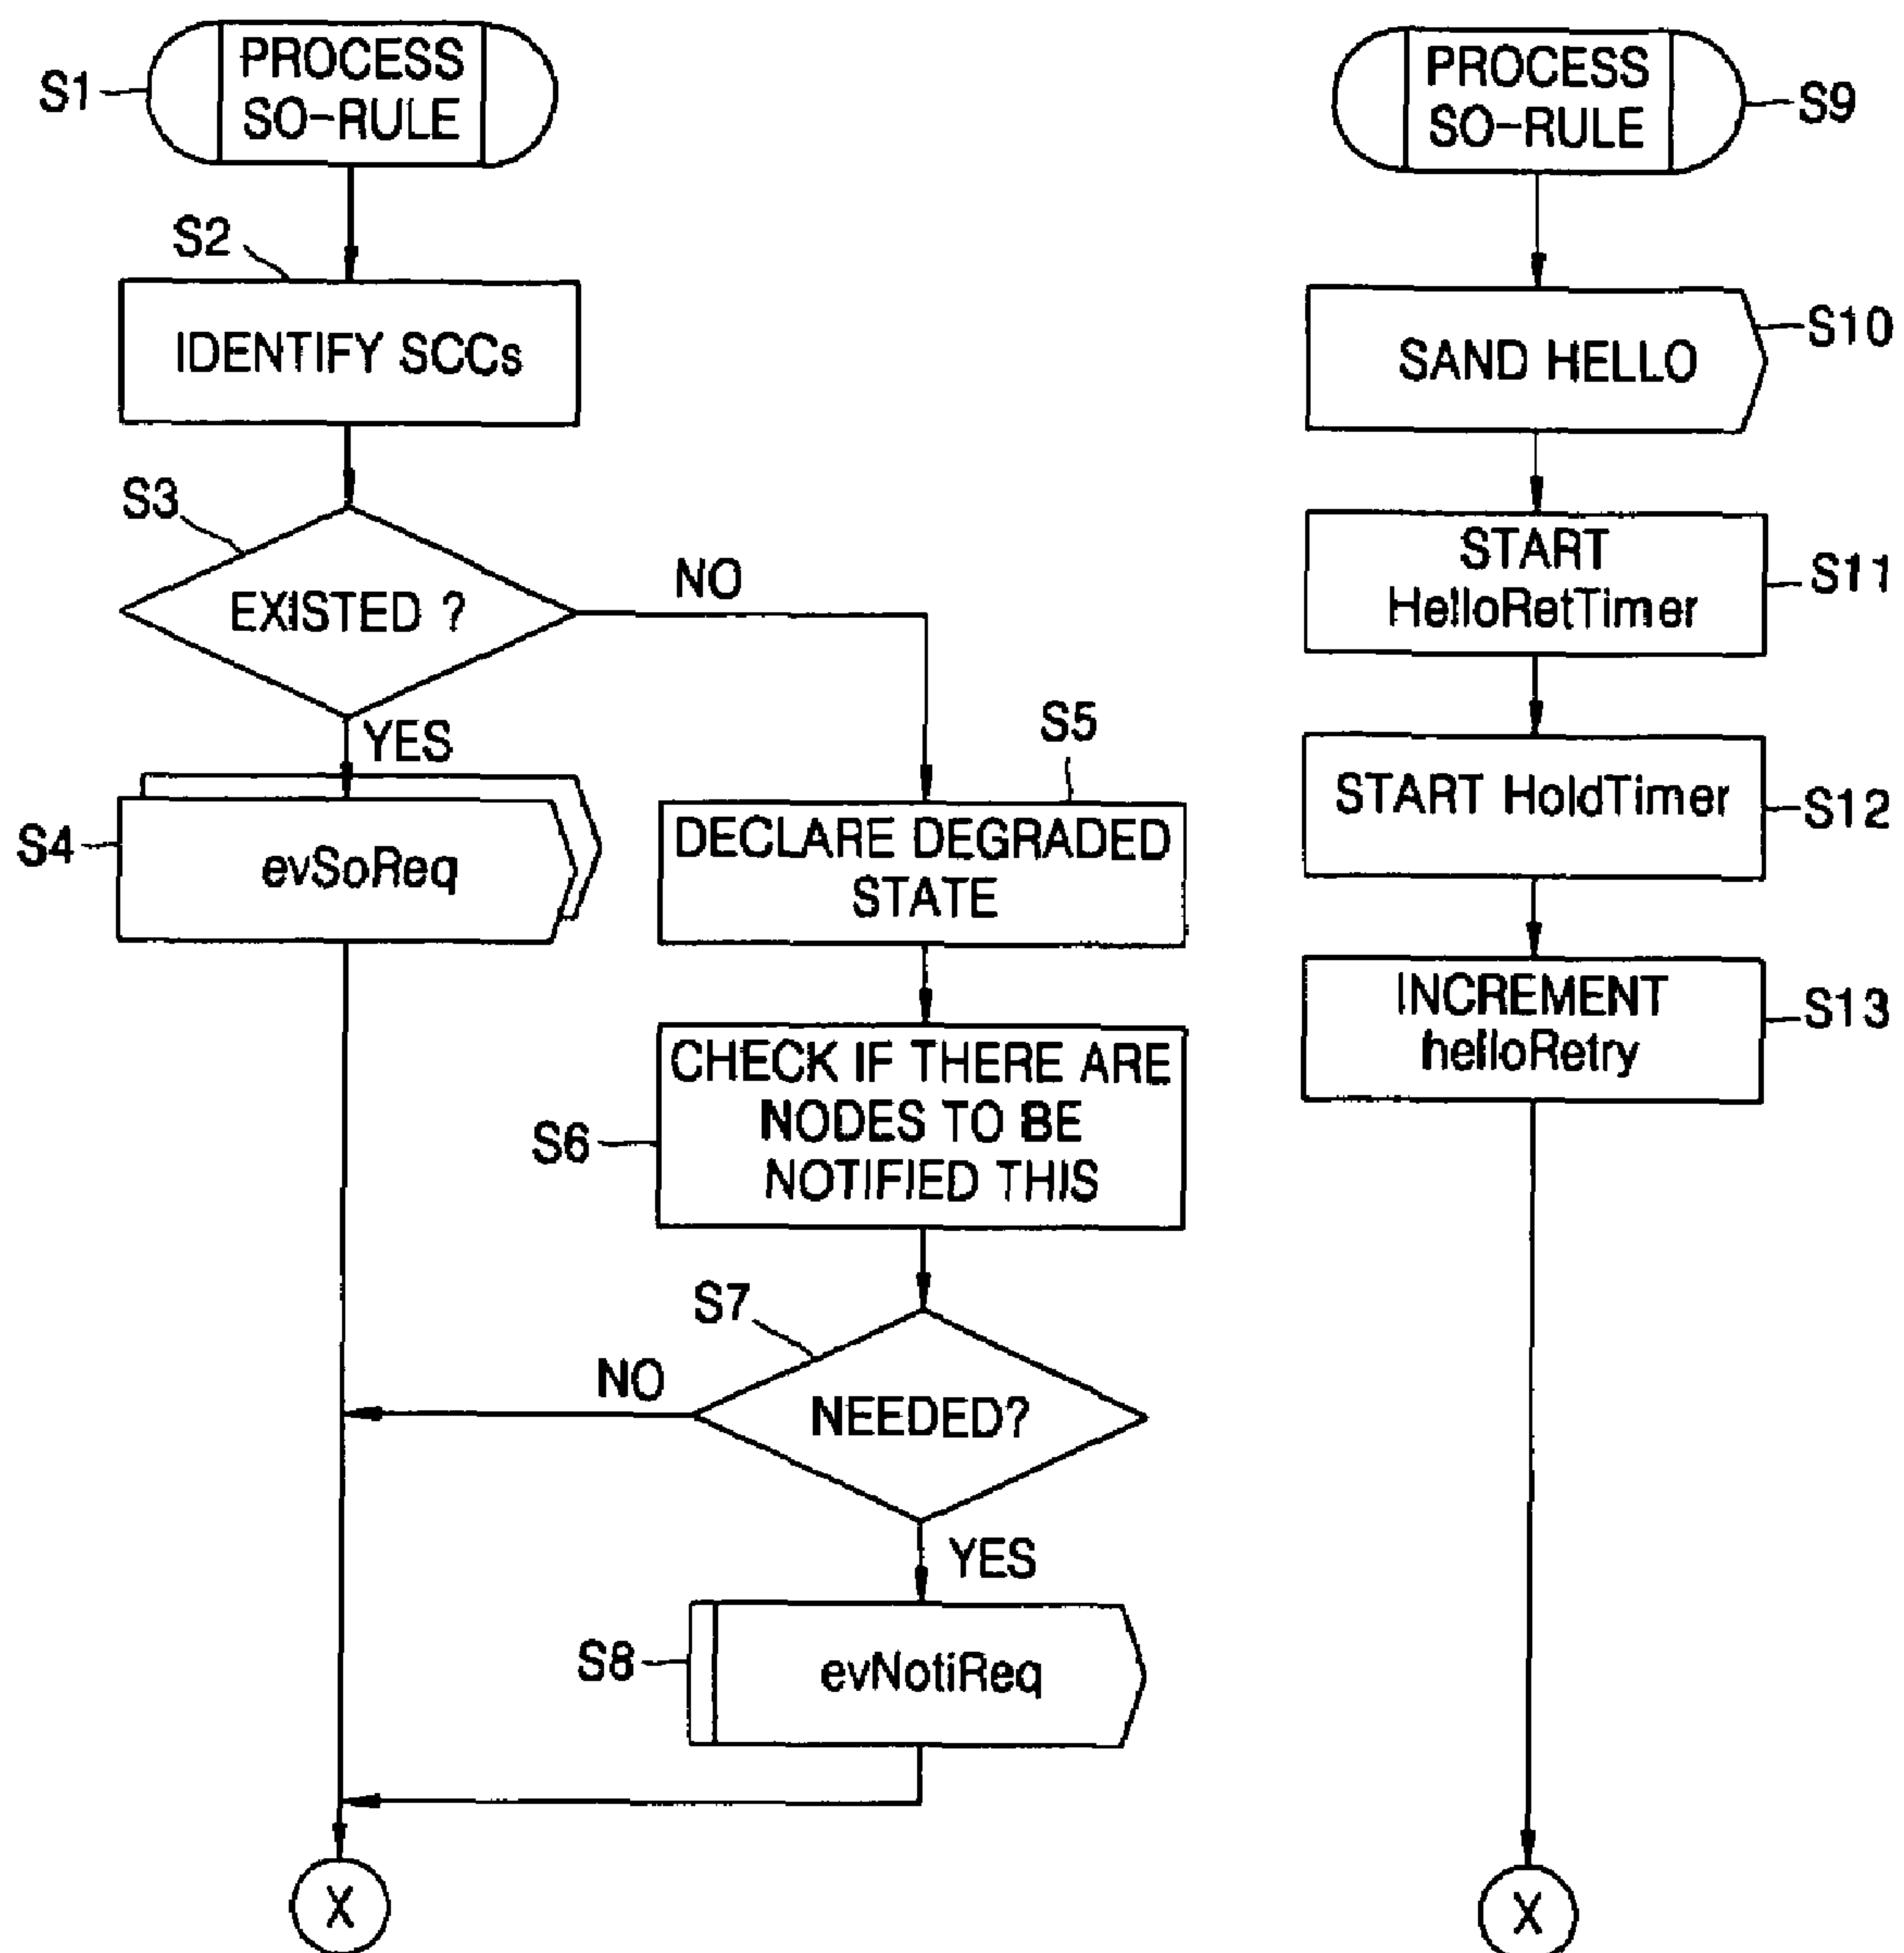 S1
PROCESS
SO-RULE
S2
IDENTIFY SCCs
S3
EXISTED ?
NO
YES
S4
evSoReq
S5
DECLARE DEGRADED
STATE
S6
CHECK IF THERE ARE
NODES TO BE
NOTIFIED THIS
S7
NO
NEEDED?
YES
S8
evNotiReq
X
PROCESS
SO-RULE
S9
SAND HELLO
S10
START
HelloRetTimer
S11
START HoldTimer
S12
INCREMENT
helloRetry
S13
X